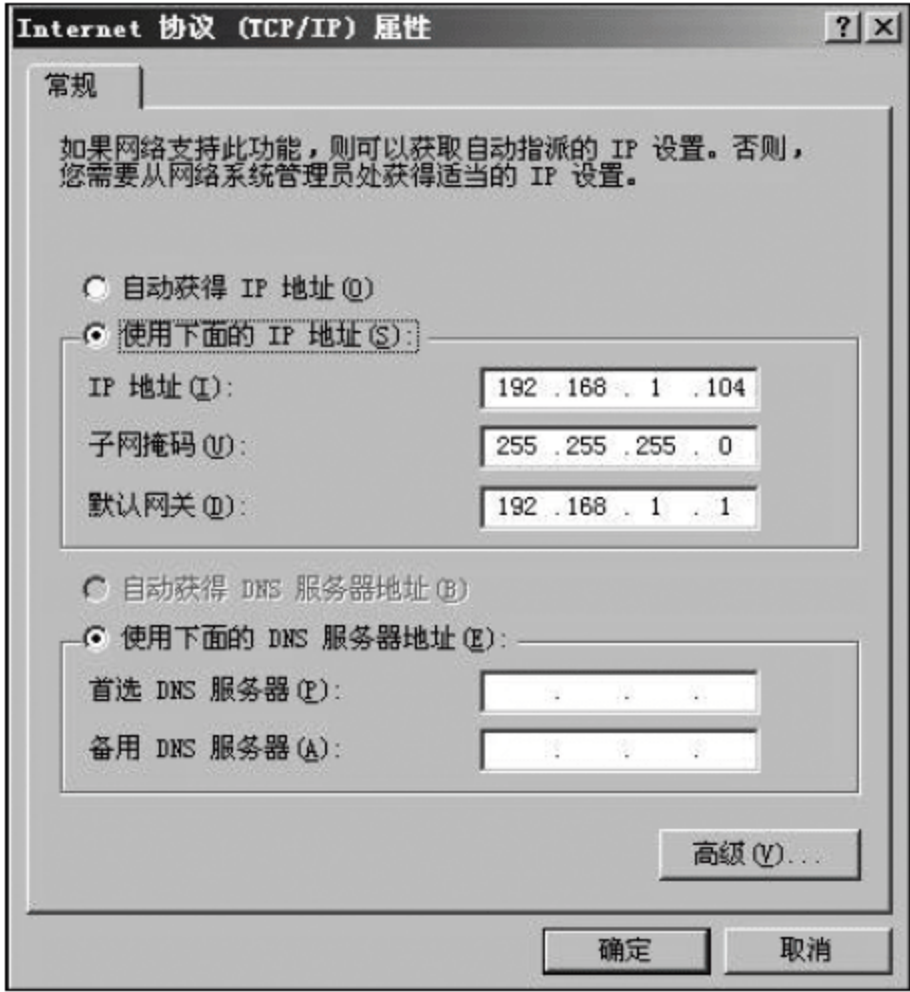 Internet 协议 (TCP/IP) 属性
常规
如果网络支持此功能，则可以获取自动指派的 IP 设置。否则，
您需要从网络系统管理员处获得适当的 IP 设置。
自动获得 IP 地址(O)
使用下面的 IP 地址(S):
IP 地址(I): 192 .168 . 1 .104
子网掩码(U): 255 .255 .255 . 0
默认网关(D): 192 .168 . 1 . 1
自动获得 DNS 服务器地址(B)
使用下面的 DNS 服务器地址(E):
首选 DNS 服务器(P): . . .
备用 DNS 服务器(A): . . .
高级(V)...
确定 取消